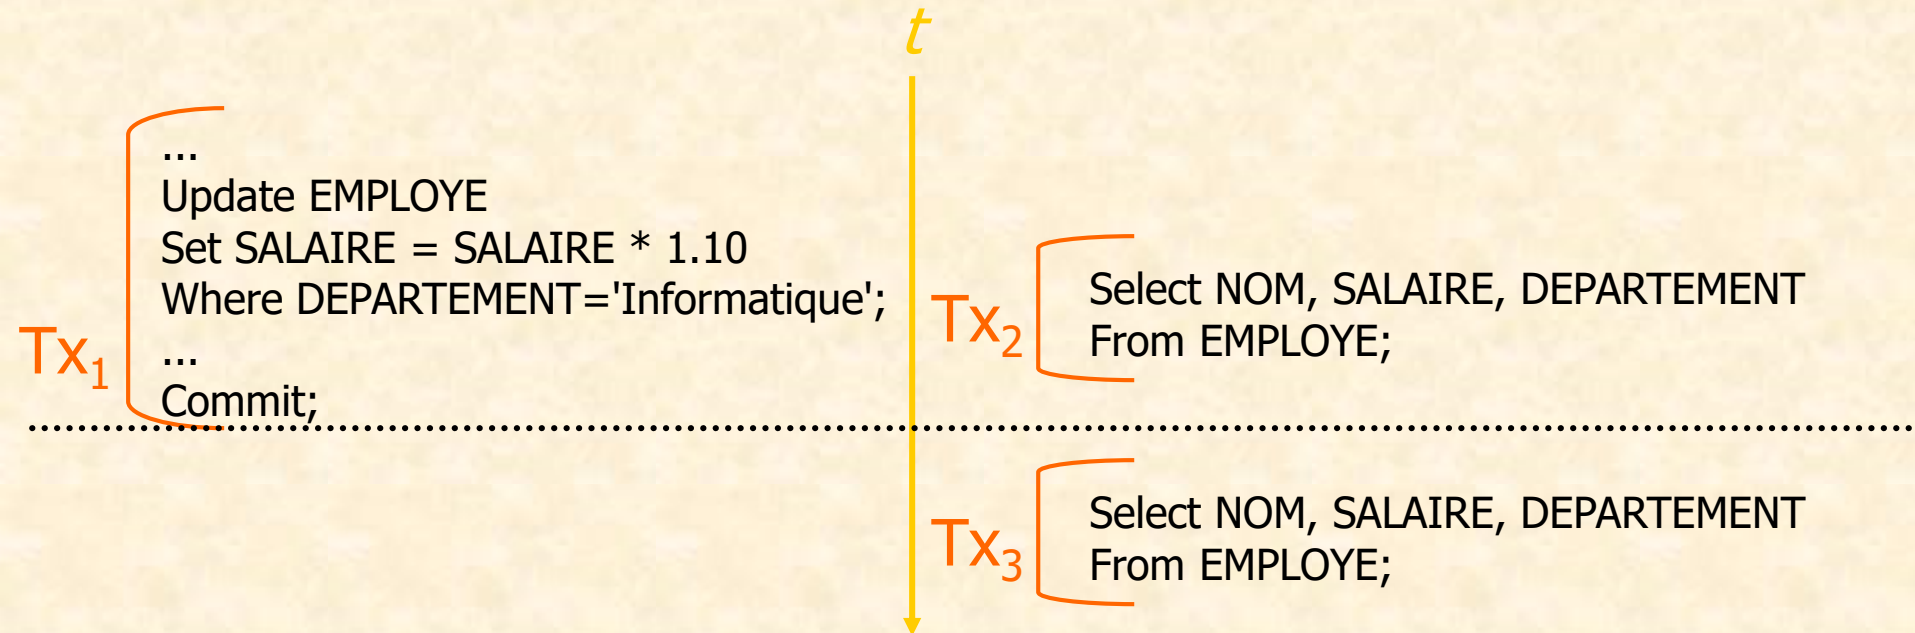 t
...
Update EMPLOYE
Set SALAIRE = SALAIRE * 1.10
Where DEPARTEMENT='Informatique';
Tx1
...
Commit;
Tx2
Select NOM, SALAIRE, DEPARTEMENT
From EMPLOYE;
Tx3
Select NOM, SALAIRE, DEPARTEMENT
From EMPLOYE;